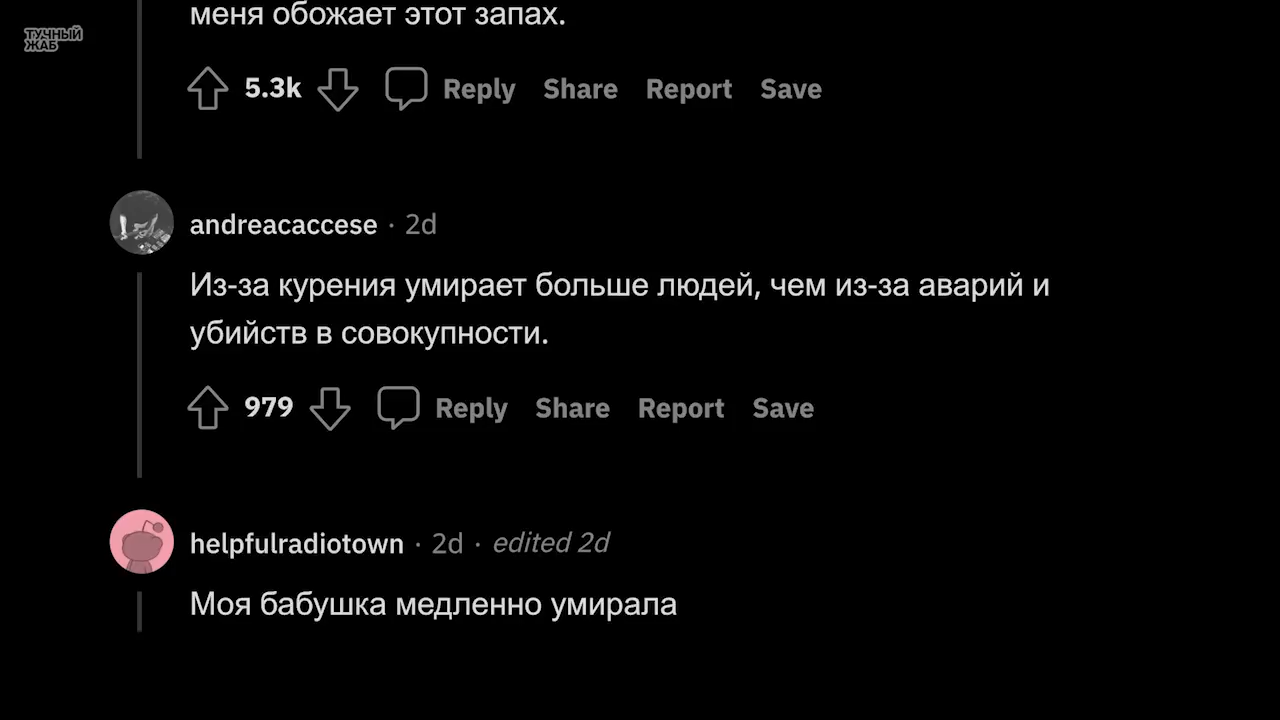 ТУЧНЫЙ
ЖАБ
меня обожает этот запах.
5.3k Reply Share Report Save
andreacaccese · 2d
Из-за курения умирает больше людей, чем из-за аварий и
убийств в совокупности.
979 Reply Share Report Save
helpfulradiotown · 2d · edited 2d
Моя бабушка медленно умирала